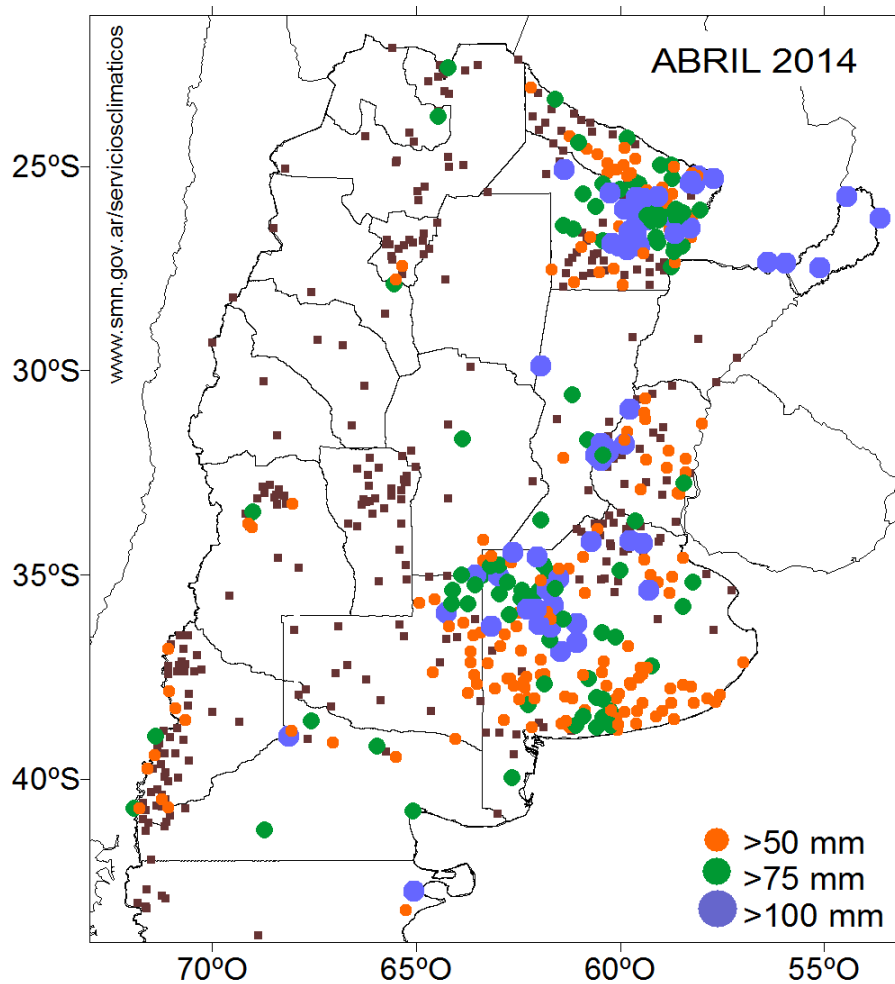 ABRIL 2014
www.smn.gov.ar/serviciosclimaticos
25ºS
30ºS
35ºS
40ºS
>50 mm
>75 mm
>100 mm
70ºO
65ºO
60ºO
55ºO